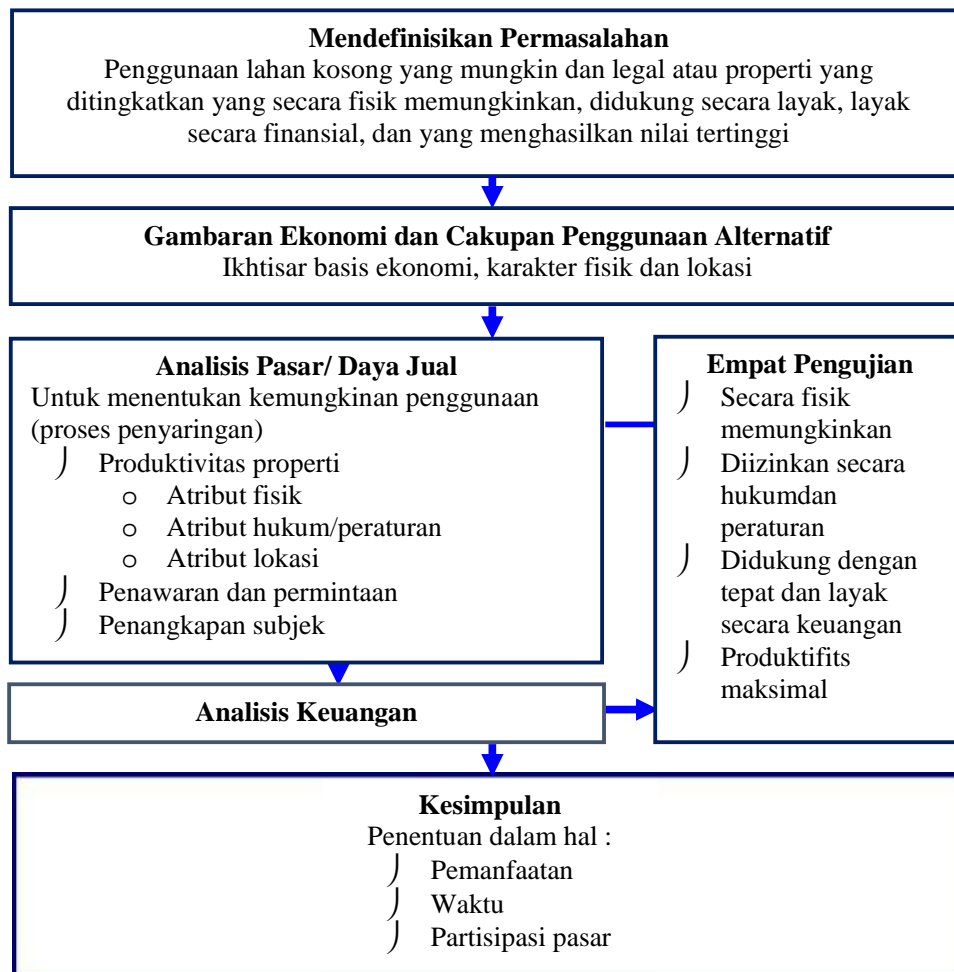 Mendefinisikan Permasalahan
Penggunaan lahan kosong yang mungkin dan legal atau properti yang
ditingkatkan yang secara fisik memungkinkan, didukung secara layak, layak
secara finansial, dan yang menghasilkan nilai tertinggi
Gambaran Ekonomi dan Cakupan Penggunaan Alternatif
Ikhtisar basis ekonomi, karakter fisik dan lokasi
Analisis Pasar/ Daya Jual
Untuk menentukan kemungkinan penggunaan
(proses penyaringan)
⌡ Produktivitas properti
o Atribut fisik
o Atribut hukum/peraturan
o Atribut lokasi
⌡ Penawaran dan permintaan
⌡ Penangkapan subjek
Empat Pengujian
⌡ Secara fisik
memungkinkan
⌡ Diizinkan secara
hukumdan
peraturan
⌡ Didukung dengan
tepat dan layak
secara keuangan
⌡ Produktifits
maksimal
Analisis Keuangan
Kesimpulan
Penentuan dalam hal :
⌡ Pemanfaatan
⌡ Waktu
⌡ Partisipasi pasar